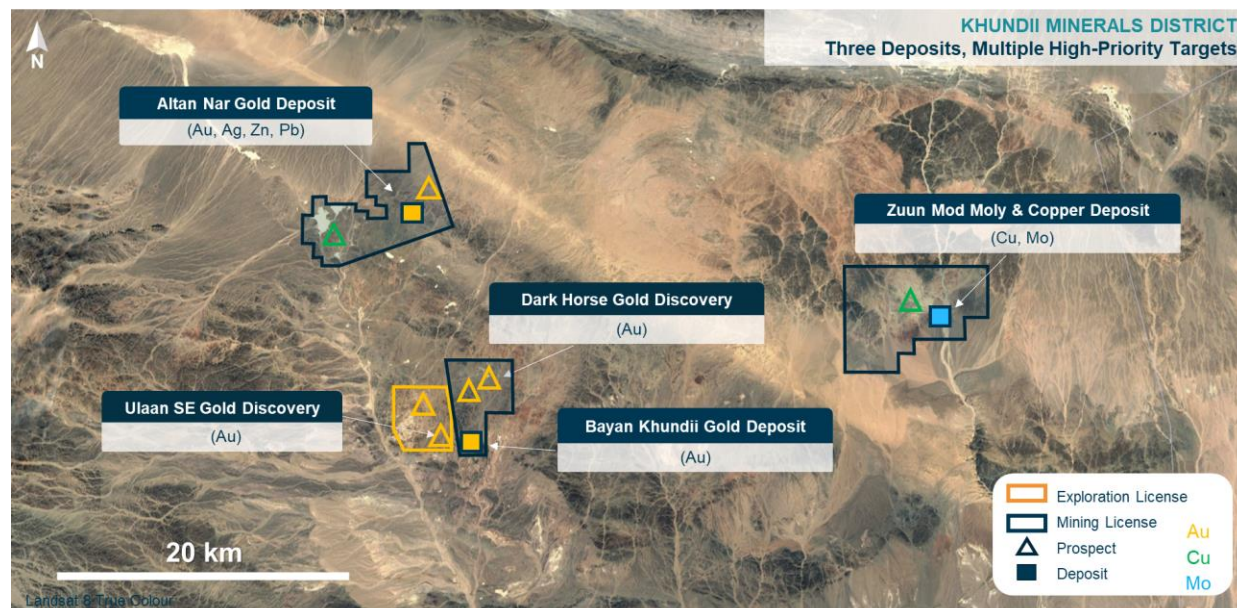 KHUNDII MINERALS DISTRICT
Three Deposits, Multiple High-Priority Targets
N
Altan Nar Gold Deposit
(Au, Ag, Zn, Pb)
Zuun Mod Moly & Copper Deposit
(Cu, Mo)
Dark Horse Gold Discovery
(Au)
Ulaan SE Gold Discovery
(Au)
Bayan Khundii Gold Deposit
(Au)
Exploration License
Mining License
Prospect
Deposit
Au
Cu
Mo
20 km
Landsat 8 True Colour